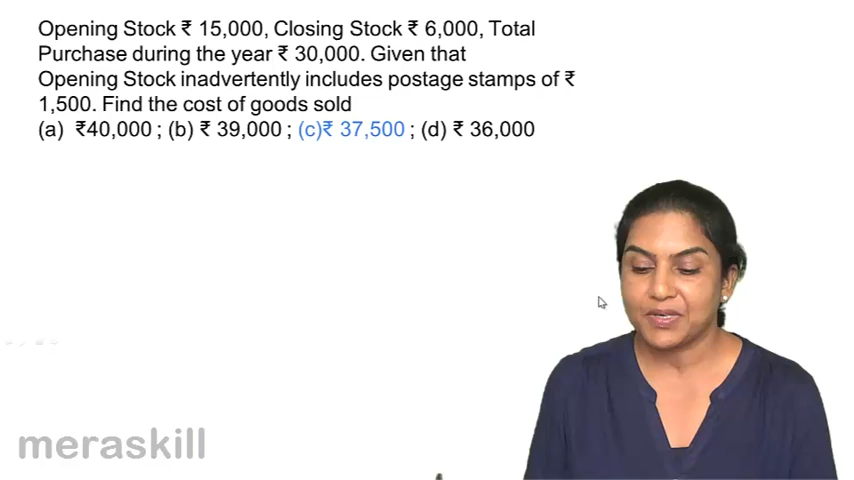 Opening Stock ₹ 15,000, Closing Stock ₹ 6,000, Total
Purchase during the year ₹ 30,000. Given that
Opening Stock inadvertently includes postage stamps of ₹
1,500. Find the cost of goods sold
(a) ₹40,000 ; (b) ₹ 39,000 ; (c)₹ 37,500 ; (d) ₹ 36,000
meraskill